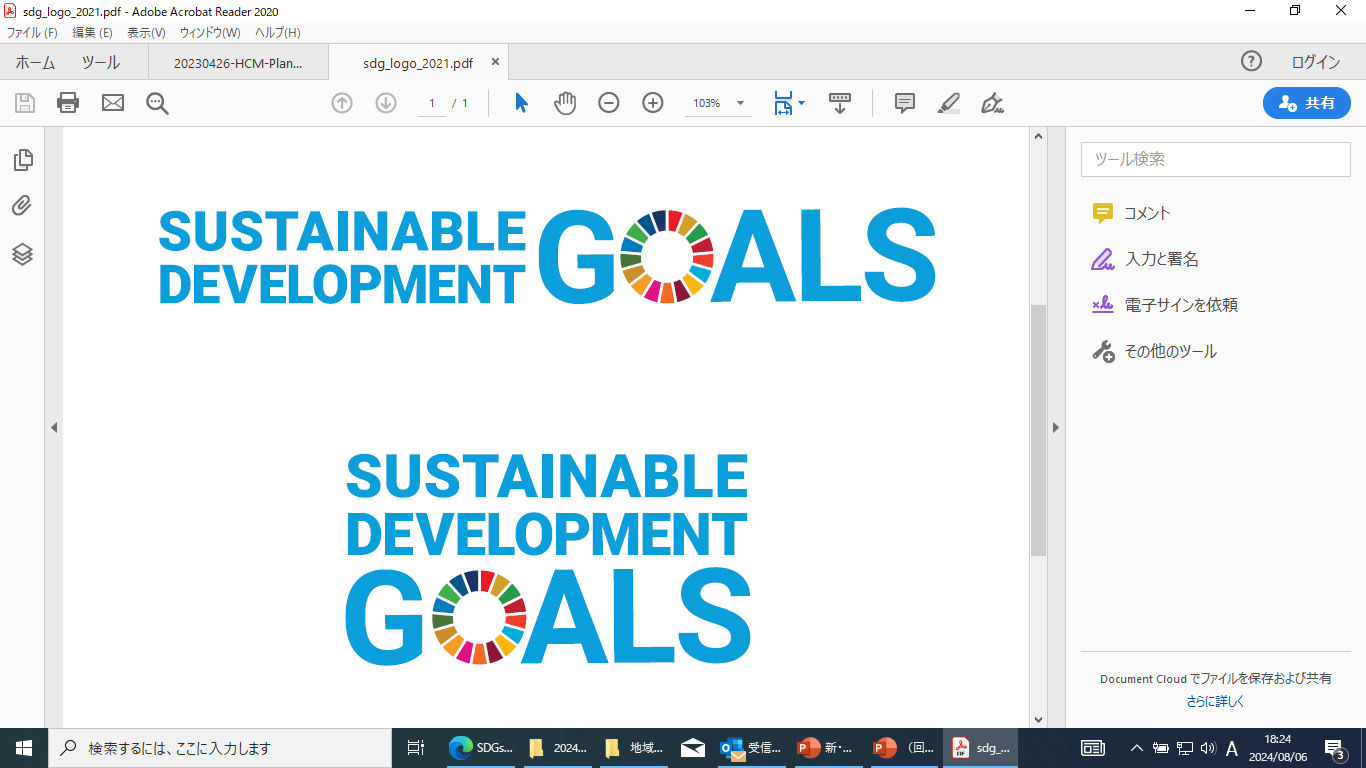 sdg_logo_2021.pdf - Adobe Acrobat Reader 2020
ファイル(F) 編集(E) 表示(V) ウィンドウ(W) ヘルプ(H)
ホーム ツール 20230426-HCM-Plan... sdg_logo_2021.pdf × ログイン
1 / 1 103% 共有
SUSTAINABLE
DEVELOPMENT
GOALS
SUSTAINABLE
DEVELOPMENT
GOALS
ツール検索
コメント
入力と署名
電子サインを依頼
その他のツール
Document Cloud でファイルを保存および共有
さらに詳しく
検索するには、ここに入力します SDGs... 2024... 地域... 受信... 新・... (回... sdg_... A 18:24
2024/08/06 3